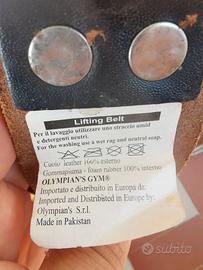 Lifting Belt
Per il lavaggio utilizzare uno straccio umid
e detergenti neutri.
For the washing use a wet rag and neutral soap.
Cuoio leather 100% esterno
Gommapiuma - foam rubber 100% interno
OLYMPIAN'S GYM®
Importato e distribuito in Europa da:
Imported and Distributed in Europe by:
Olympian's S.r.l.
Made in Pakistan
subito